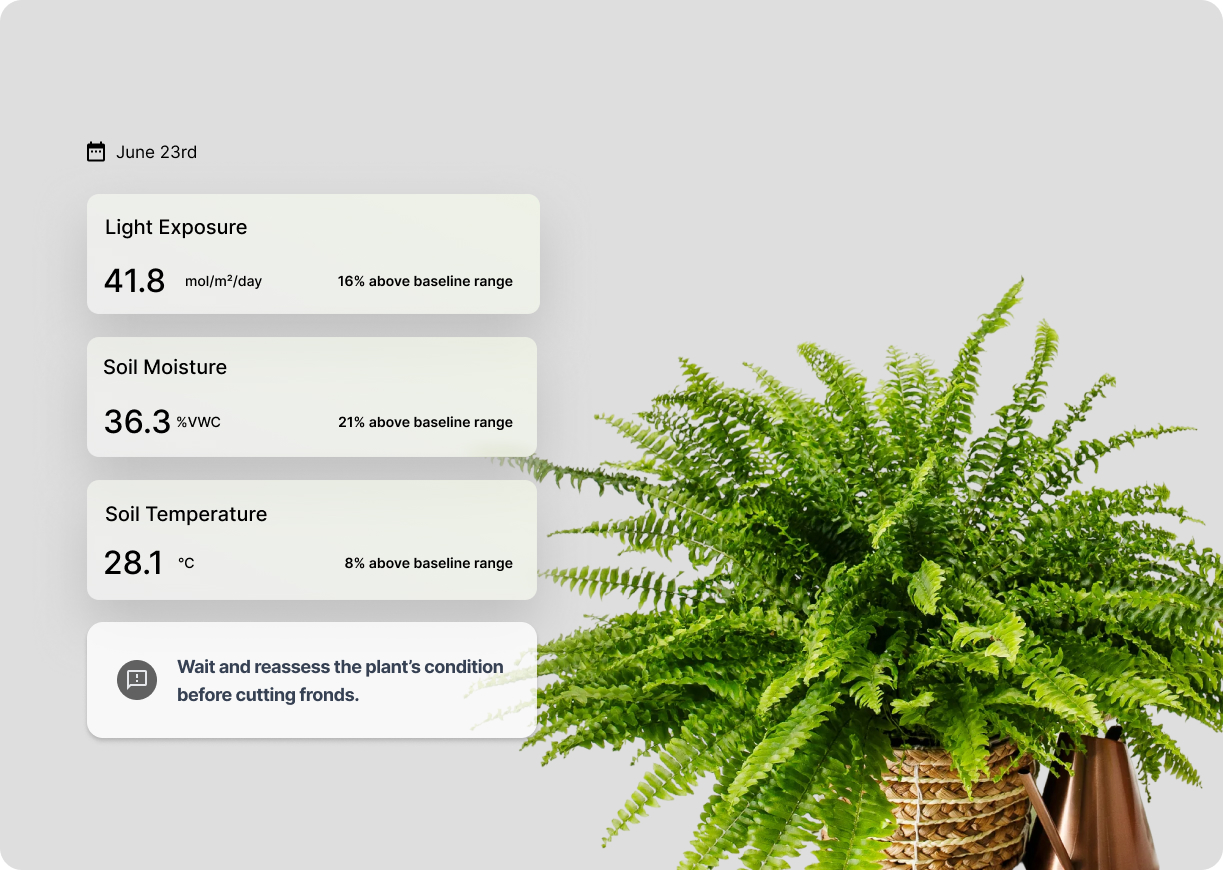 June 23rd
Light Exposure
41.8 mol/m²/day 16% above baseline range
Soil Moisture
36.3 %VWC 21% above baseline range
Soil Temperature
28.1 °C 8% above baseline range
Wait and reassess the plant’s condition
before cutting fronds.